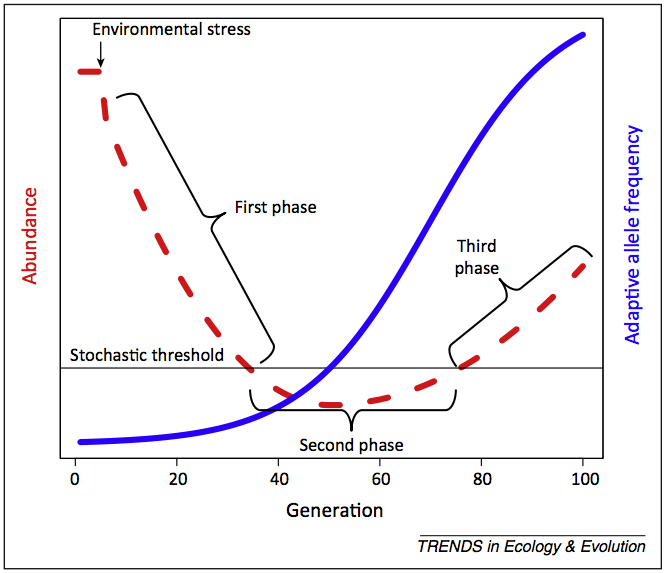 Environmental stress
First phase
Third
phase
Stochastic threshold
Second phase
Abundance
Adaptive allele frequency
0 20 40 60 80 100
Generation
TRENDS in Ecology & Evolution